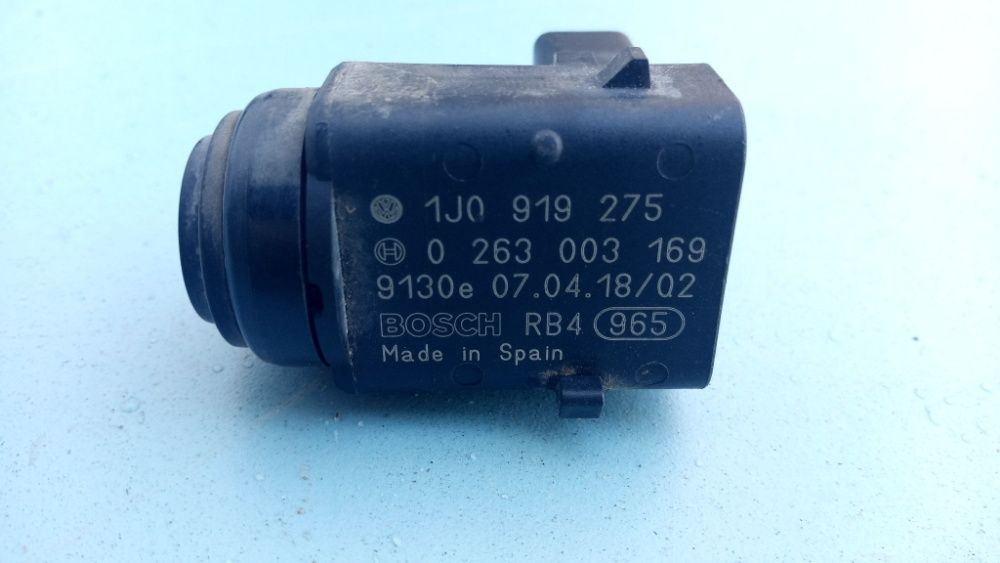 1J0 919 275
0 263 003 169
9130e 07.04.18/02
BOSCH RB4 965
Made in Spain